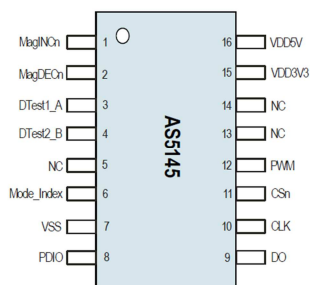 MagINCn 1 16 VDD5V
MagDECn 2 15 VDD3V3
DTest1_A 3 14 NC
DTest2_B 4 13 NC
NC 5 12 PWM
Mode_Index 6 11 CSn
VSS 7 10 CLK
PDIO 8 9 DO
AS5145